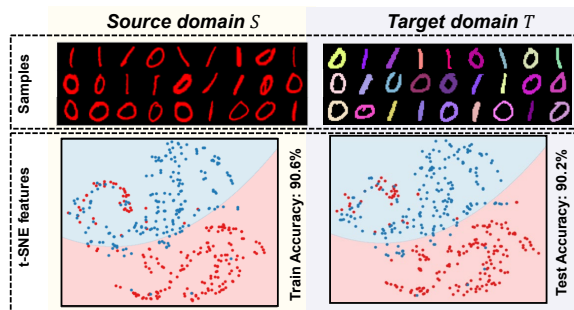 Source domain S
Target domain T
Samples
t-SNE features
Train Accuracy: 90.6%
Test Accuracy: 90.2%